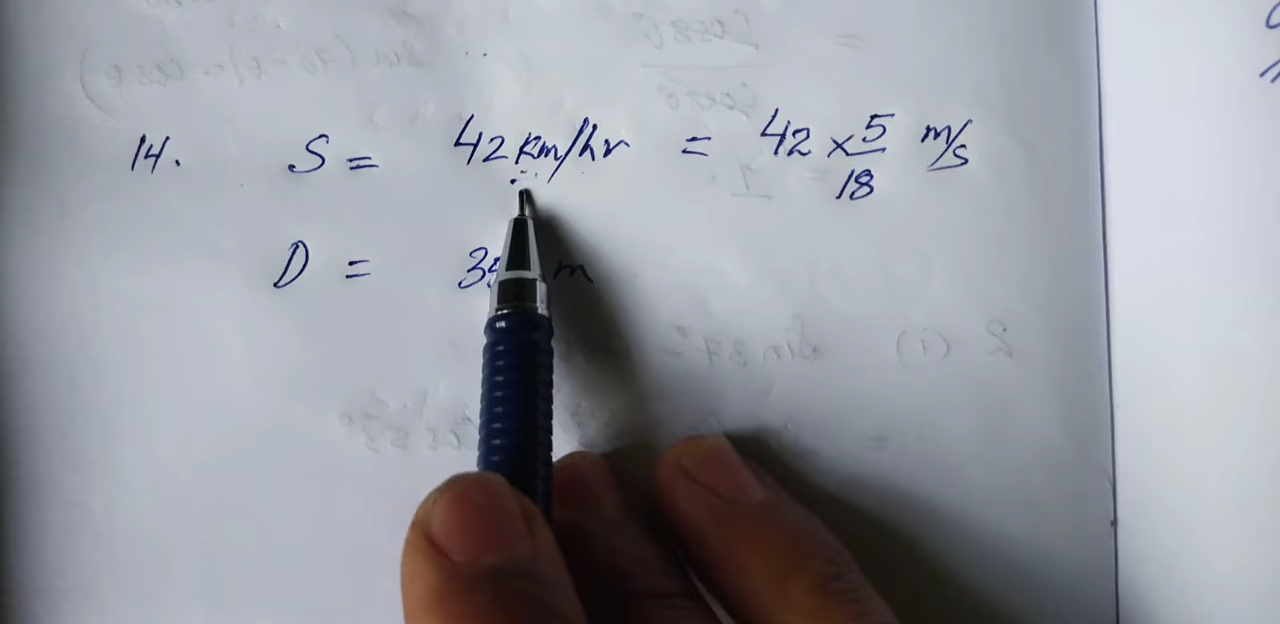 14. S = 42 km/hr = 42 × 5/18 m/s
D = m